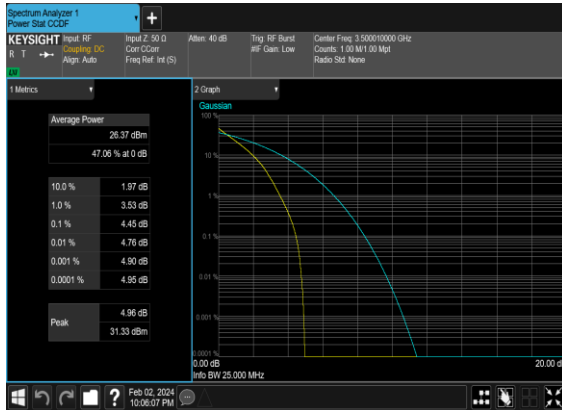 Spectrum Analyzer 1
Power Stat CCDF
KEYSIGHT
R T
LXI
Input: RF
Coupling: DC
Align: Auto
Input Z: 50 Ω
Corr CCorr
Freq Ref: Int (S)
Atten: 40 dB
Trig: RF Burst
#IF Gain: Low
Center Freq: 3.500010000 GHz
Counts: 1.00 M/1.00 Mpt
Radio Std: None
1 Metrics
Average Power
26.37 dBm
47.06 % at 0 dB
10.0 % 1.97 dB
1.0 % 3.53 dB
0.1 % 4.45 dB
0.01 % 4.76 dB
0.001 % 4.90 dB
0.0001 % 4.95 dB
Peak
4.96 dB
31.33 dBm
2 Graph
Gaussian
100 %
10 %
1 %
0.1 %
0.01 %
0.001 %
0.0001 %
0.00 dB
20.00 d
Info BW 25.000 MHz
?
Feb 02, 2024
10:06:07 PM